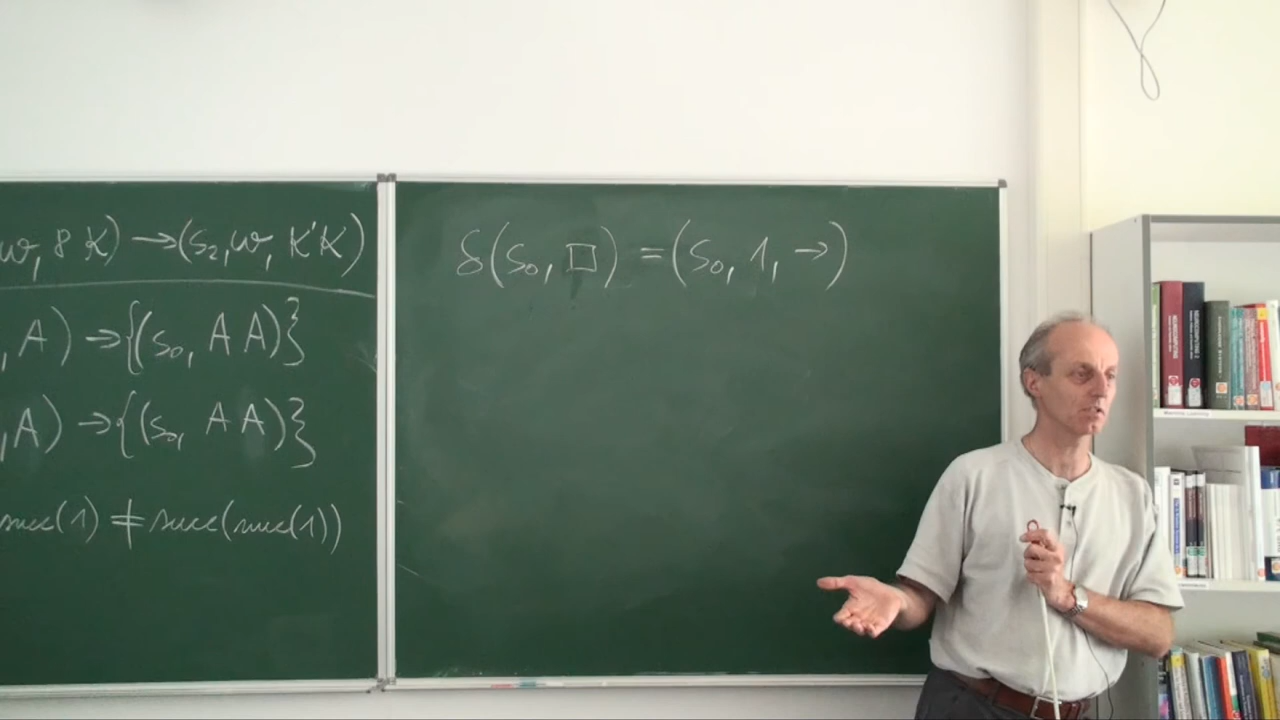 w, 8 K) → (s₂, w, K'K)
, A) → {(s₀, A A)}
, A) → {(s₀, A A)}
succ(1) ≠ succ(succ(1))
δ(s₀, □) = (s₀, 1, →)